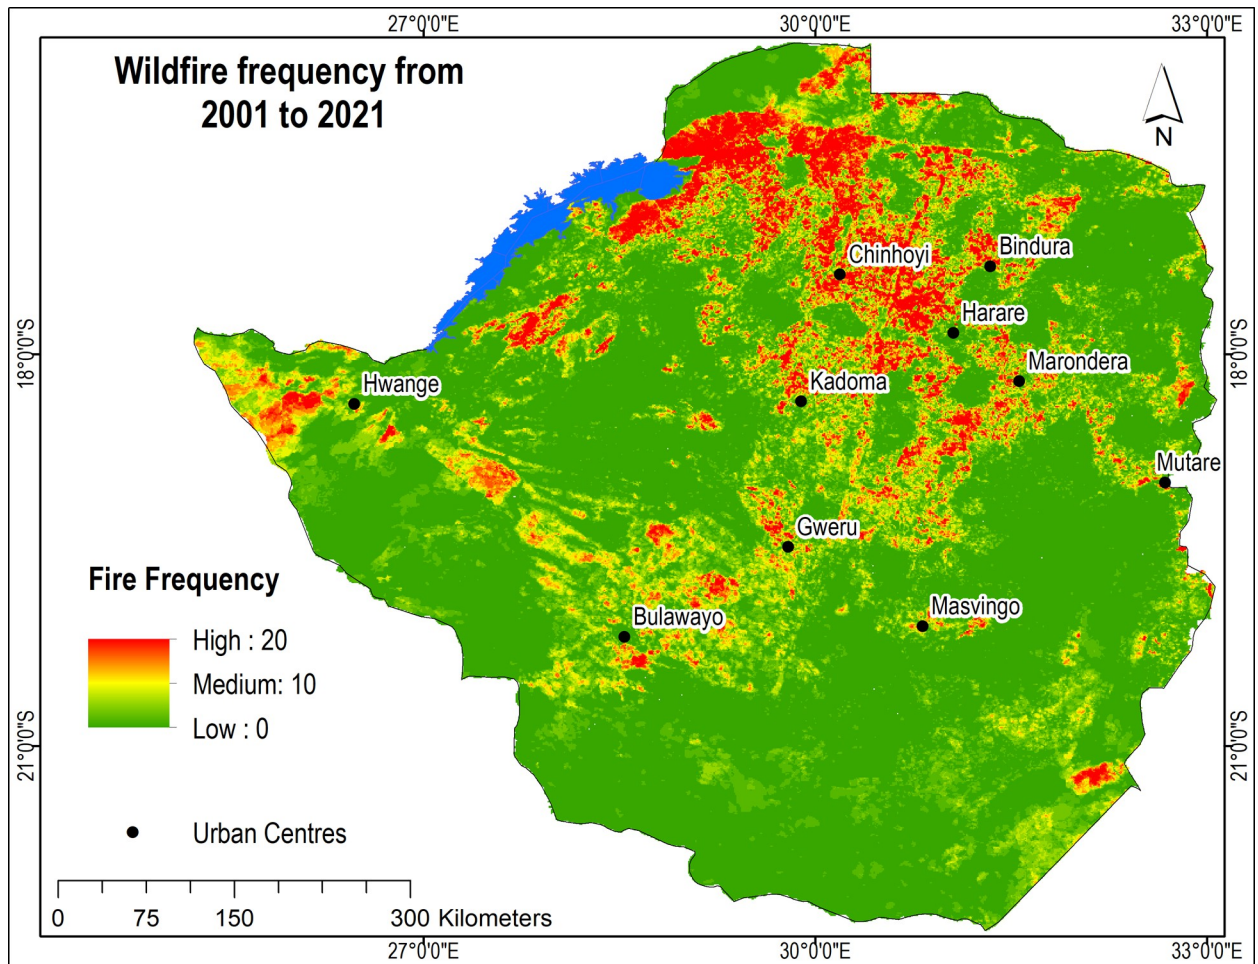 27°0'0"E
30°0'0"E
33°0'0"E
Wildfire frequency from
2001 to 2021
N
Chinhoyi
Bindura
Harare
18°0'0"S
18°0'0"S
Marondera
Hwange
Kadoma
Mutare
Gweru
Fire Frequency
Masvingo
Bulawayo
High : 20
Medium: 10
Low : 0
21°0'0"S
21°0'0"S
Urban Centres
0 75 150 300 Kilometers
27°0'0"E
30°0'0"E
33°0'0"E